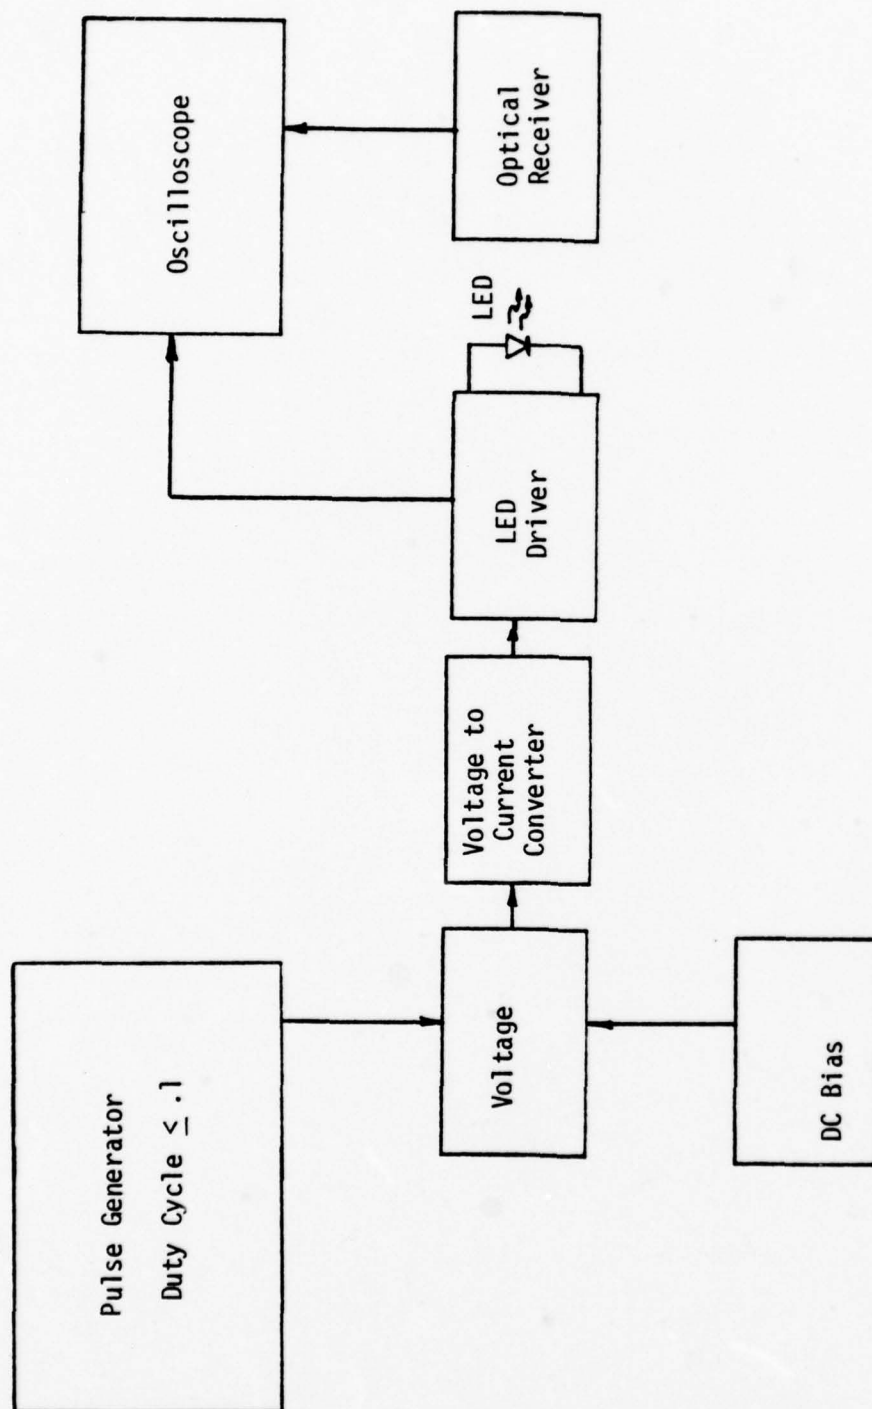 Pulse Generator
Duty Cycle ≤ .1
Oscilloscope
Voltage
Voltage to
Current
Converter
LED
Driver
LED
Optical
Receiver
DC Bias